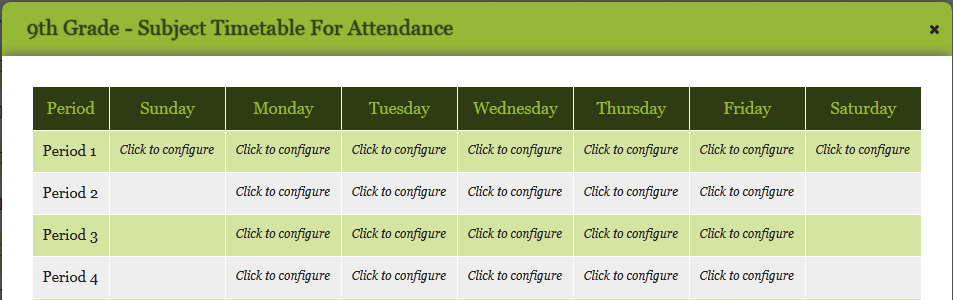 9th Grade - Subject Timetable For Attendance
Period Sunday Monday Tuesday Wednesday Thursday Friday Saturday
Period 1 Click to configure Click to configure Click to configure Click to configure Click to configure Click to configure Click to configure
Period 2 Click to configure Click to configure Click to configure Click to configure Click to configure
Period 3 Click to configure Click to configure Click to configure Click to configure Click to configure
Period 4 Click to configure Click to configure Click to configure Click to configure Click to configure